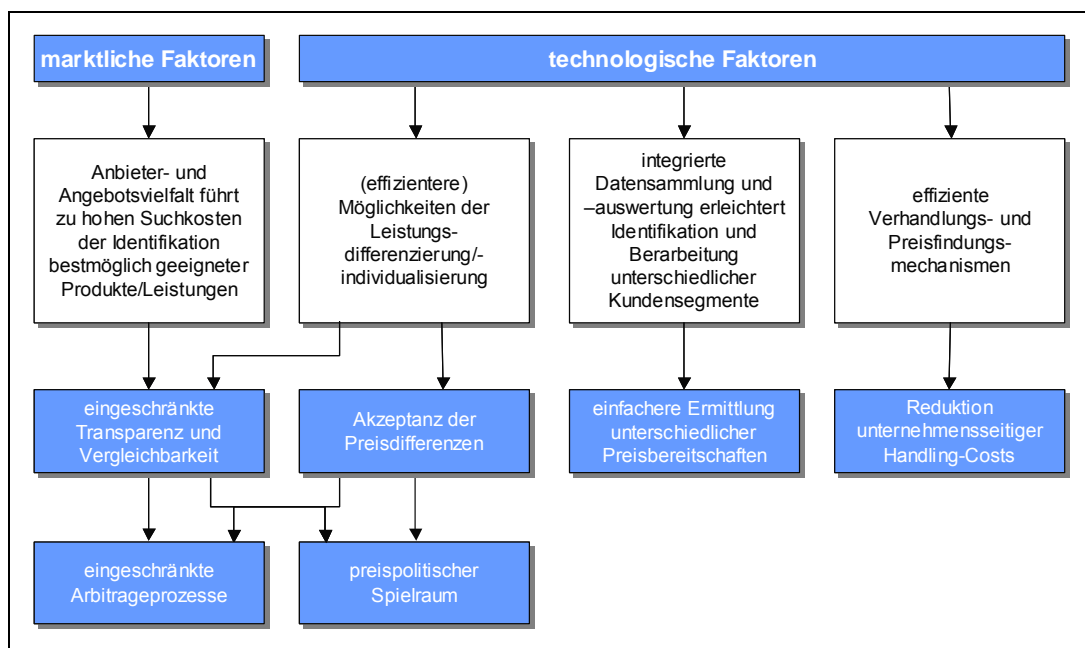 marktliche Faktoren
technologische Faktoren
Anbieter- und
Angebotsvielfalt führt
zu hohen Suchkosten
der Identifikation
bestmöglich geeigneter
Produkte/Leistungen
(effizientere)
Möglichkeiten der
Leistungs-
differenzierung/-
individualisierung
integrierte
Datensammlung und
–auswertung erleichtert
Identifikation und
Berarbeitung
unterschiedlicher
Kundensegmente
effiziente
Verhandlungs- und
Preisfindungs-
mechanismen
eingeschränkte
Transparenz und
Vergleichbarkeit
Akzeptanz der
Preisdifferenzen
einfachere Ermittlung
unterschiedlicher
Preisbereitschaften
Reduktion
unternehmensseitiger
Handling-Costs
eingeschränkte
Arbitrageprozesse
preispolitischer
Spielraum